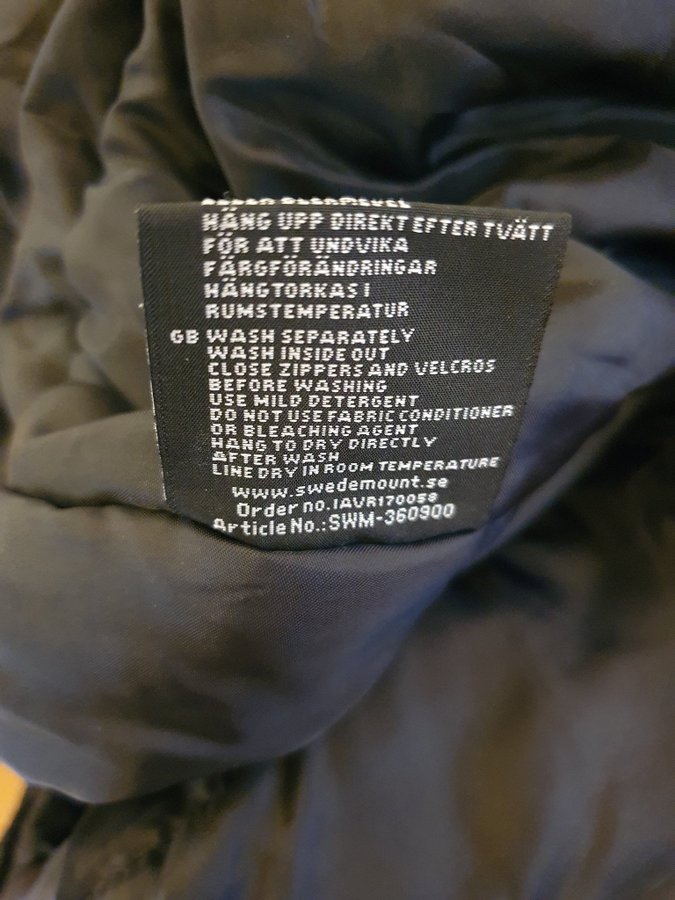 HÄNG UPP DIREKT EFTER TVÄTT
FÖR ATT UNDVIKA
FÄRGFÖRÄNDRINGAR
HÄNGTORKAS I
RUMSTEMPERATUR
GB WASH SEPARATELY
WASH INSIDE OUT
CLOSE ZIPPERS AND VELCROS
BEFORE WASHING
USE MILD DETERGENT
DO NOT USE FABRIC CONDITIONER
OR BLEACHING AGENT
HANG TO DRY DIRECTLY
AFTER WASH
LINE DRY IN ROOM TEMPERATURE
www.swedemount.se
Order no.IAVR170058
Article No.:SWM-360900